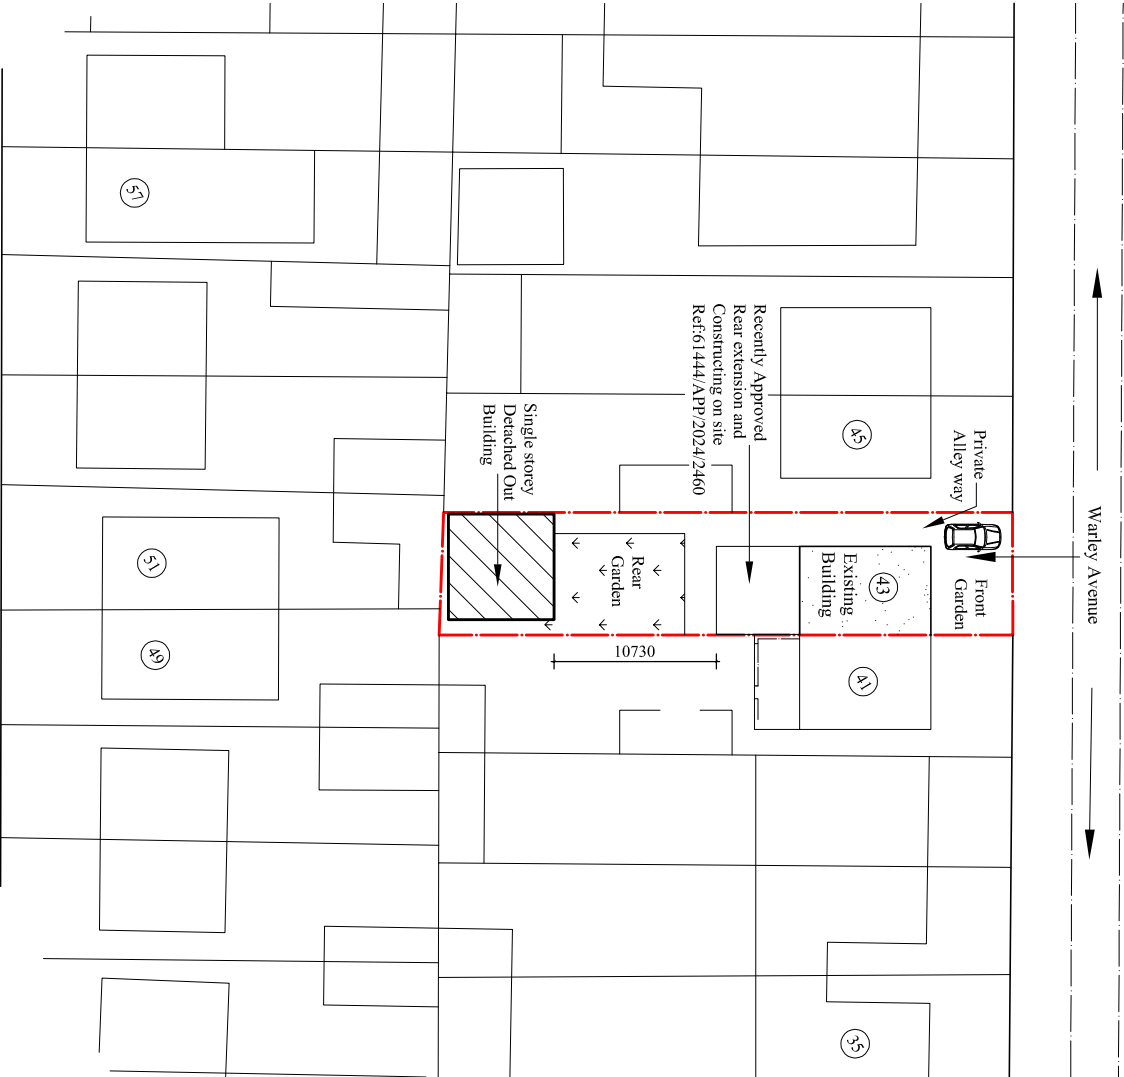 57
45
Private
Alley way
Warley Avenue
Recently Approved
Rear extension and
Constructing on site
Ref:61444/APP/2024/2460
Single storey
Detached Out
Building
Front
Garden
43
Existing
Building
Rear
Garden
51
49
10730
41
35